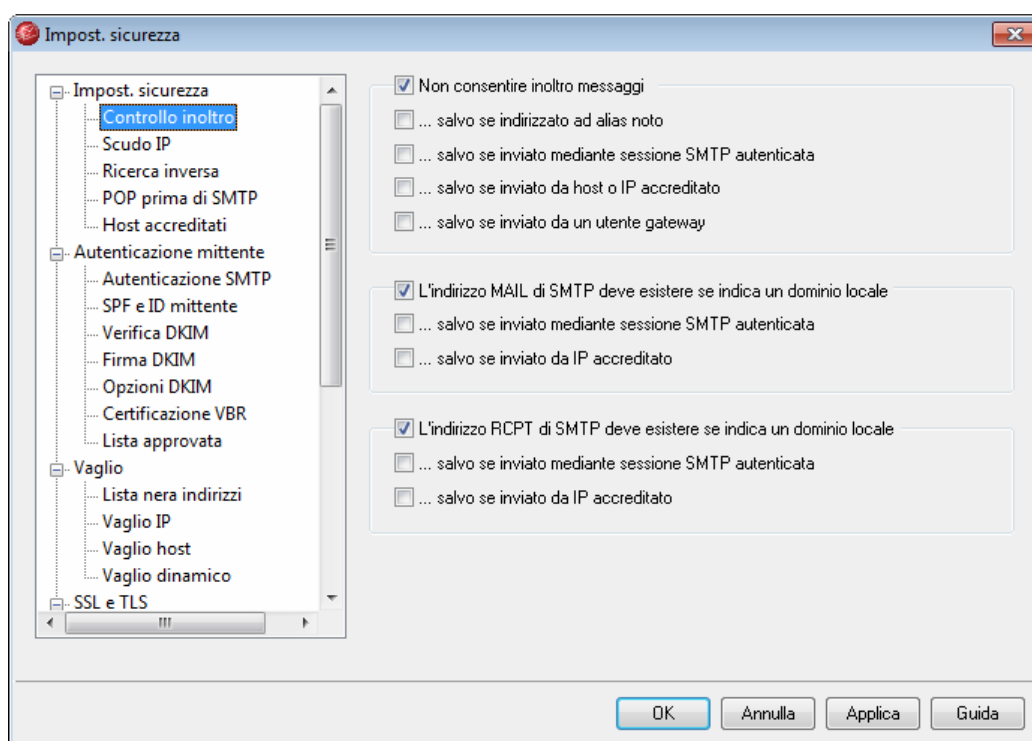 Impost. sicurezza
Impost. sicurezza
Controllo inoltro
Scudo IP
Ricerca inversa
POP prima di SMTP
Host accreditati
Autenticazione mittente
Autenticazione SMTP
SPF e ID mittente
Verifica DKIM
Firma DKIM
Opzioni DKIM
Certificazione VBR
Lista approvata
Vaglio
Lista nera indirizzi
Vaglio IP
Vaglio host
Vaglio dinamico
SSL e TLS
Non consentire inoltro messaggi
... salvo se indirizzato ad alias noto
... salvo se inviato mediante sessione SMTP autenticata
... salvo se inviato da host o IP accreditato
... salvo se inviato da un utente gateway
L'indirizzo MAIL di SMTP deve esistere se indica un dominio locale
... salvo se inviato mediante sessione SMTP autenticata
... salvo se inviato da IP accreditato
L'indirizzo RCPT di SMTP deve esistere se indica un dominio locale
... salvo se inviato mediante sessione SMTP autenticata
... salvo se inviato da IP accreditato
OK
Annulla
Applica
Guida